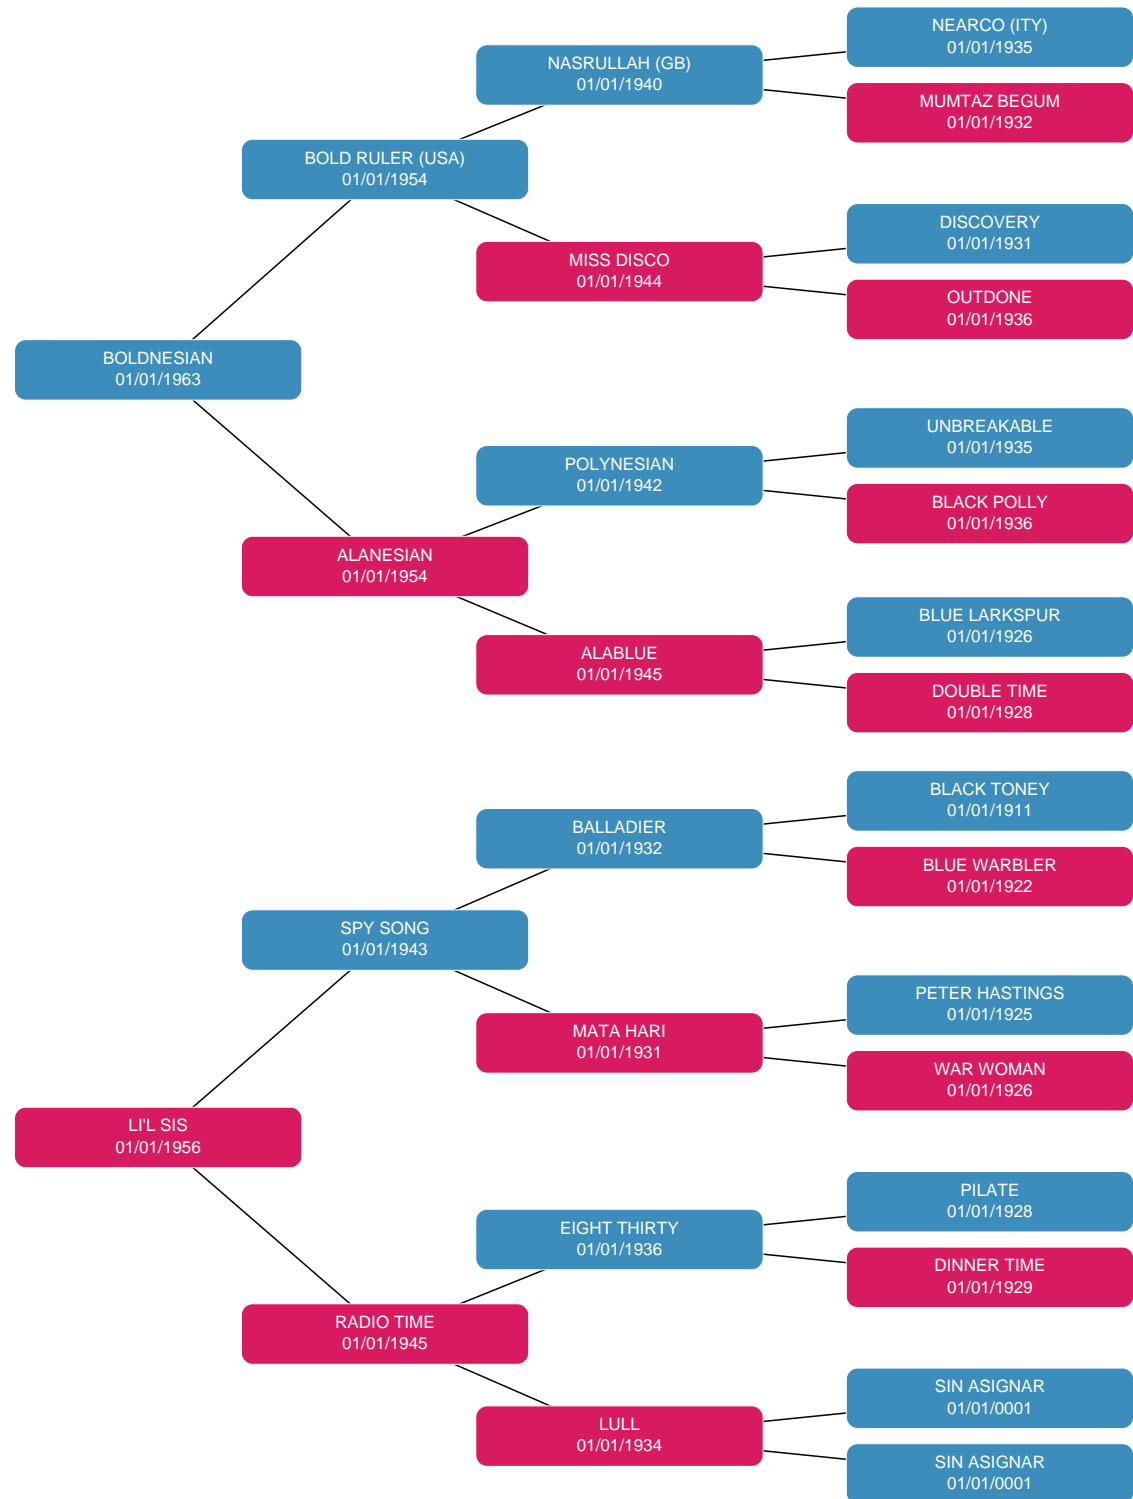 NEARCO (ITY)
01/01/1935
NASRULLAH (GB)
01/01/1940
MUMTAZ BEGUM
01/01/1932
BOLD RULER (USA)
01/01/1954
DISCOVERY
01/01/1931
MISS DISCO
01/01/1944
OUTDONE
01/01/1936
BOLDNESIAN
01/01/1963
UNBREAKABLE
01/01/1935
POLYNESIAN
01/01/1942
BLACK POLLY
01/01/1936
ALANESIAN
01/01/1954
BLUE LARKSPUR
01/01/1926
ALABLUE
01/01/1945
DOUBLE TIME
01/01/1928
BLACK TONEY
01/01/1911
BALLADIER
01/01/1932
BLUE WARBLER
01/01/1922
SPY SONG
01/01/1943
PETER HASTINGS
01/01/1925
MATA HARI
01/01/1931
WAR WOMAN
01/01/1926
LI'L SIS
01/01/1956
PILATE
01/01/1928
EIGHT THIRTY
01/01/1936
DINNER TIME
01/01/1929
RADIO TIME
01/01/1945
SIN ASIGNAR
01/01/0001
LULL
01/01/1934
SIN ASIGNAR
01/01/0001